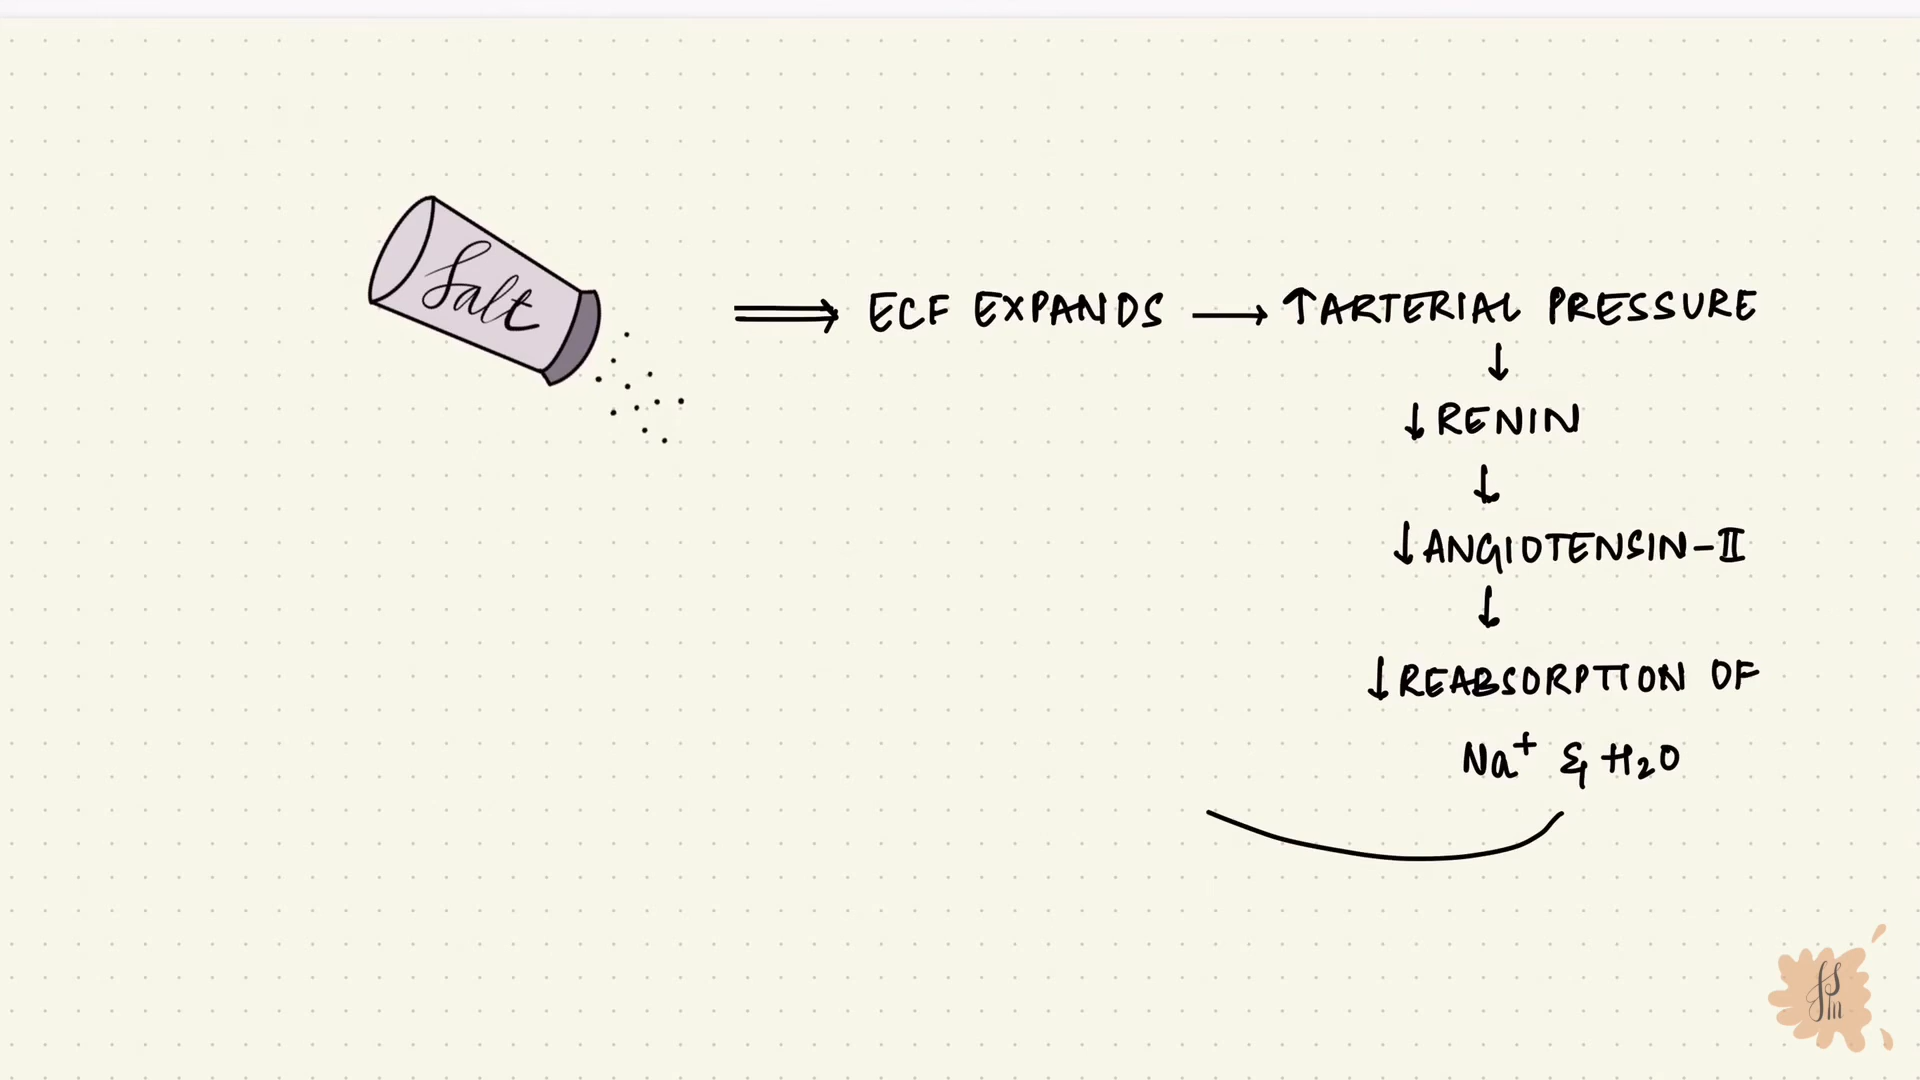 Salt
ECF EXPANDS → ↑ARTERIAL PRESSURE
↓RENIN
↓ANGIOTENSIN-II
↓REABSORPTION OF
Na⁺ & H₂O